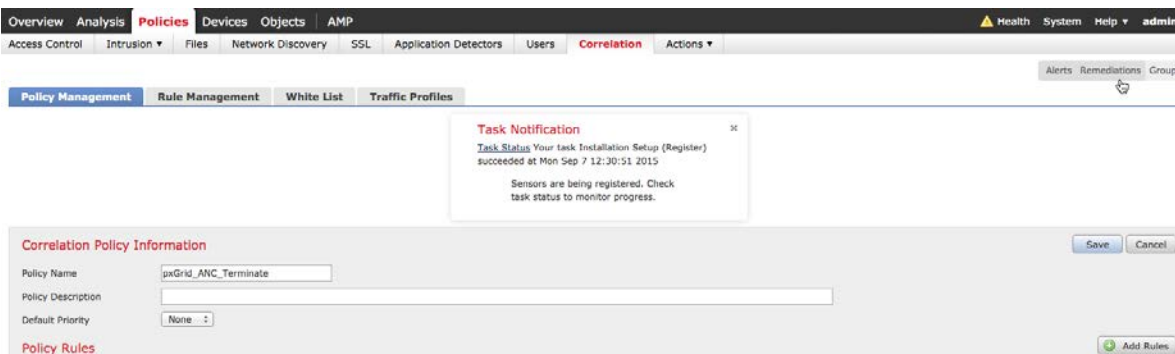 Overview Analysis Policies Devices Objects AMP Health System Help ▾ admin
Access Control Intrusion ▾ Files Network Discovery SSL Application Detectors Users Correlation Actions ▾
Alerts Remediations Group
Policy Management Rule Management White List Traffic Profiles
Task Notification
Task Status Your task Installation Setup (Register)
succeeded at Mon Sep 7 12:30:51 2015
Sensors are being registered. Check
task status to monitor progress.
Correlation Policy Information Save Cancel
Policy Name pxGrid_ANC_Terminate
Policy Description
Default Priority None
Policy Rules Add Rules